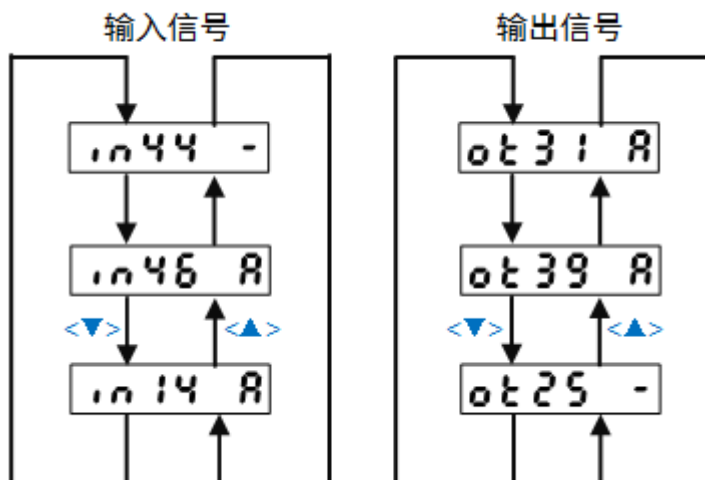 输入信号
输出信号
in44 -
ot31 A
in46 A
ot39 A
<▼> <▲>
<▼> <▲>
in14 A
ot25 -